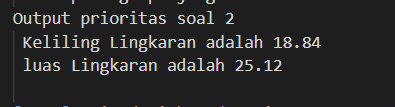 Output prioritas soal 2
Keliling Lingkaran adalah 18.84
luas Lingkaran adalah 25.12